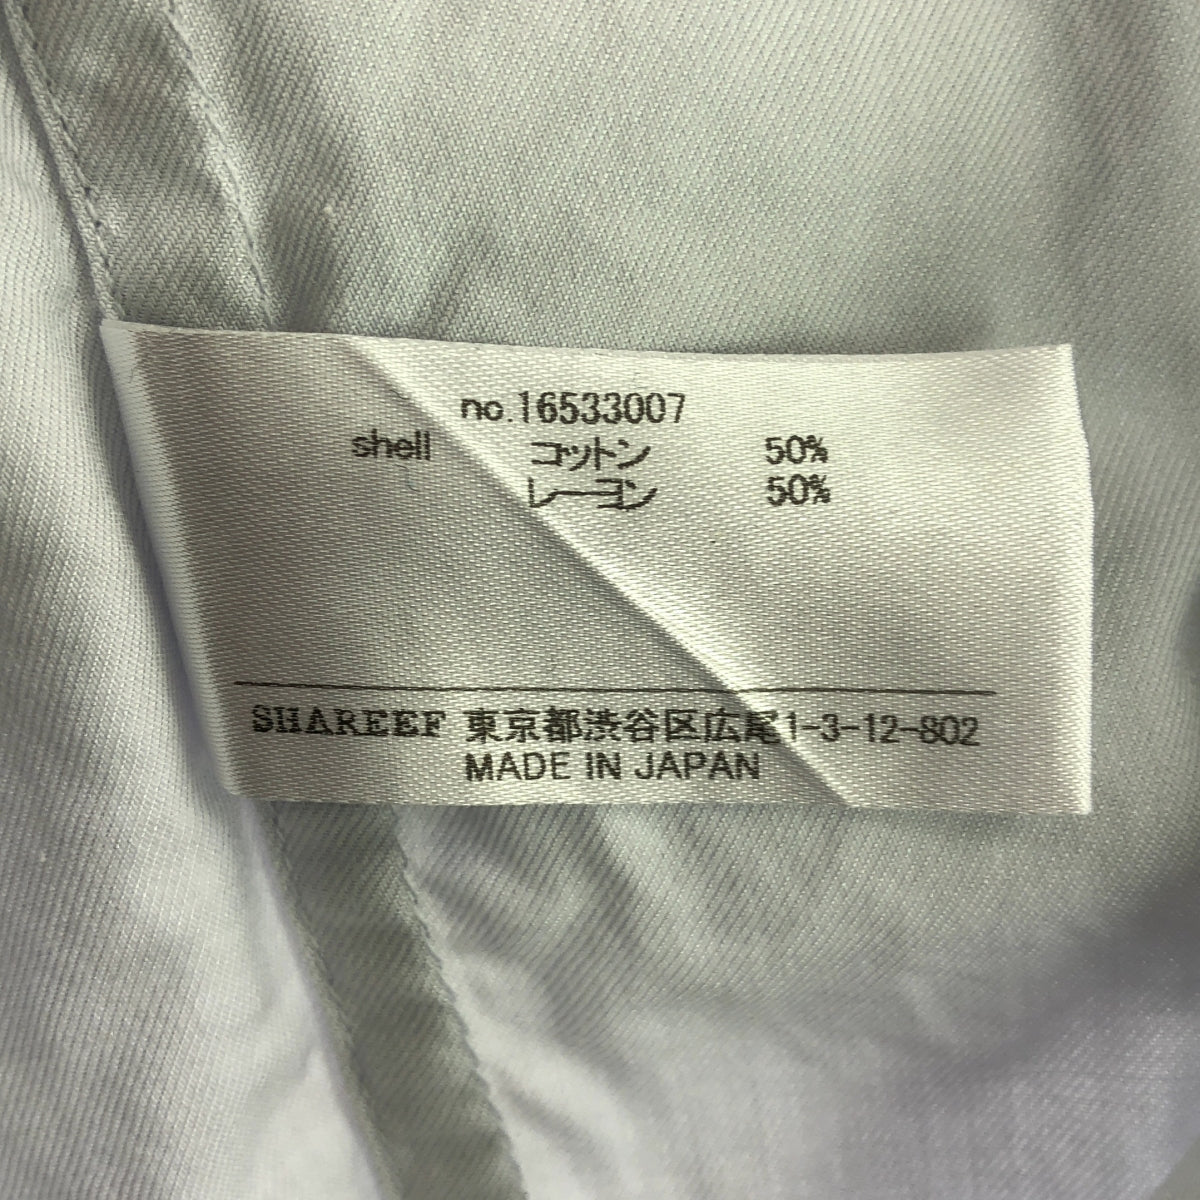 no.16533007
shell コットン 50%
レーヨン 50%
SHAREEF 東京都渋谷区広尾1-3-12-802
MADE IN JAPAN